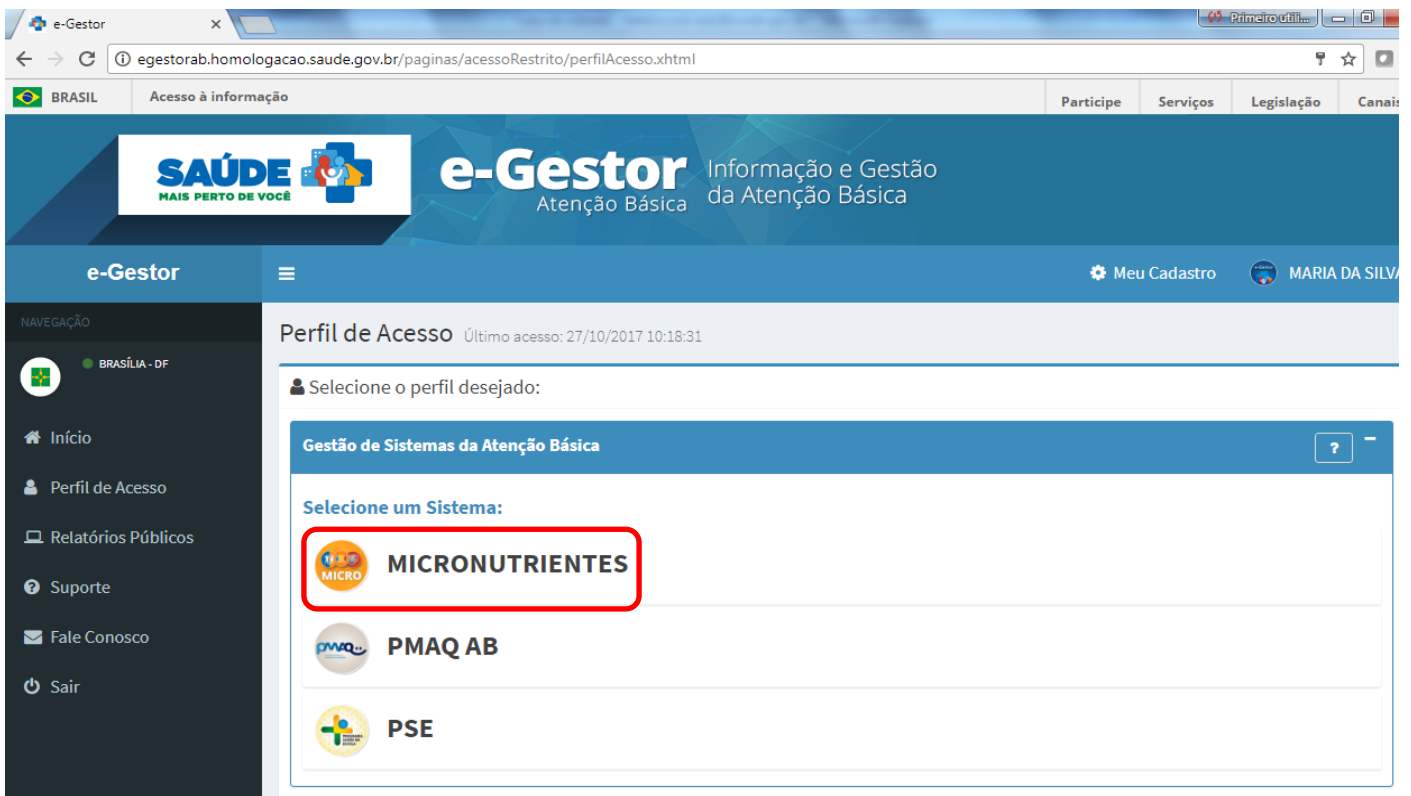 e-Gestor
Primeiro utili...
egestorab.homologacao.saude.gov.br/paginas/acessoRestrito/perfilAcesso.xhtml
BRASIL Acesso à informação Participe Serviços Legislação Canais
SAÚDE
MAIS PERTO DE VOCÊ
e-Gestor
Atenção Básica
Informação e Gestão
da Atenção Básica
e-Gestor Meu Cadastro MARIA DA SILVA
NAVEGAÇÃO
BRASÍLIA - DF
Início
Perfil de Acesso
Relatórios Públicos
Suporte
Fale Conosco
Sair
Perfil de Acesso Último acesso: 27/10/2017 10:18:31
Selecione o perfil desejado:
Gestão de Sistemas da Atenção Básica ?
Selecione um Sistema:
MICRO MICRONUTRIENTES
pmaq PMAQ AB
PSE